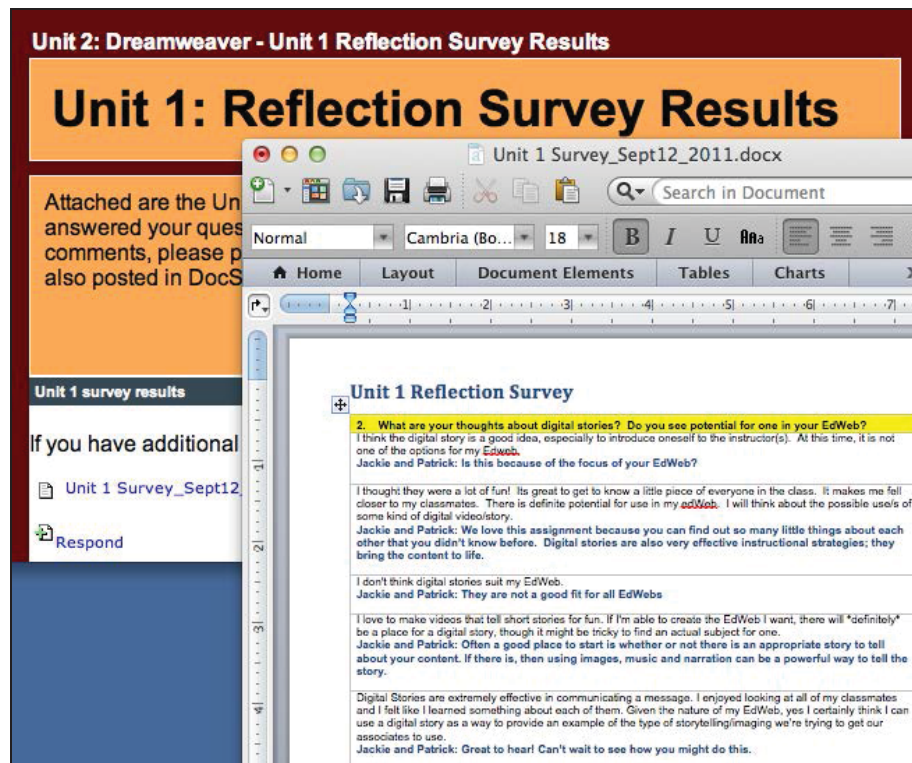 Unit 2: Dreamweaver - Unit 1 Reflection Survey Results
Unit 1: Reflection Survey Results
Attached are the Un
answered your ques
comments, please p
also posted in DocS
Unit 1 survey results
If you have additional
Unit 1 Survey_Sept12
Respond
Unit 1 Survey_Sept12_2011.docx
Search in Document
Normal
Cambria (Bo...
18
B I U ABa
Home Layout Document Elements Tables Charts
1 2 3 4 5 6 7
Unit 1 Reflection Survey
2. What are your thoughts about digital stories? Do you see potential for one in your EdWeb?
I think the digital story is a good idea, especially to introduce oneself to the instructor(s). At this time, it is not
one of the options for my Edweb.
Jackie and Patrick: Is this because of the focus of your EdWeb?
I thought they were a lot of fun! Its great to get to know a little piece of everyone in the class. It makes me fell
closer to my classmates. There is definite potential for use in my edWeb. I will think about the possible use/s of
some kind of digital video/story.
Jackie and Patrick: We love this assignment because you can find out so many little things about each
other that you didn't know before. Digital stories are also very effective instructional strategies; they
bring the content to life.
I don't think digital stories suit my EdWeb.
Jackie and Patrick: They are not a good fit for all EdWebs
I love to make videos that tell short stories for fun. If I'm able to create the EdWeb I want, there will *definitely*
be a place for a digital story, though it might be tricky to find an actual subject for one.
Jackie and Patrick: Often a good place to start is whether or not there is an appropriate story to tell
about your content. If there is, then using images, music and narration can be a powerful way to tell the
story.
Digital Stories are extremely effective in communicating a message. I enjoyed looking at all of my classmates
and I felt like I learned something about each of them. Given the nature of my EdWeb, yes I certainly think I can
use a digital story as a way to provide an example of the type of storytelling/imaging we're trying to get our
associates to use.
Jackie and Patrick: Great to hear! Can't wait to see how you might do this.